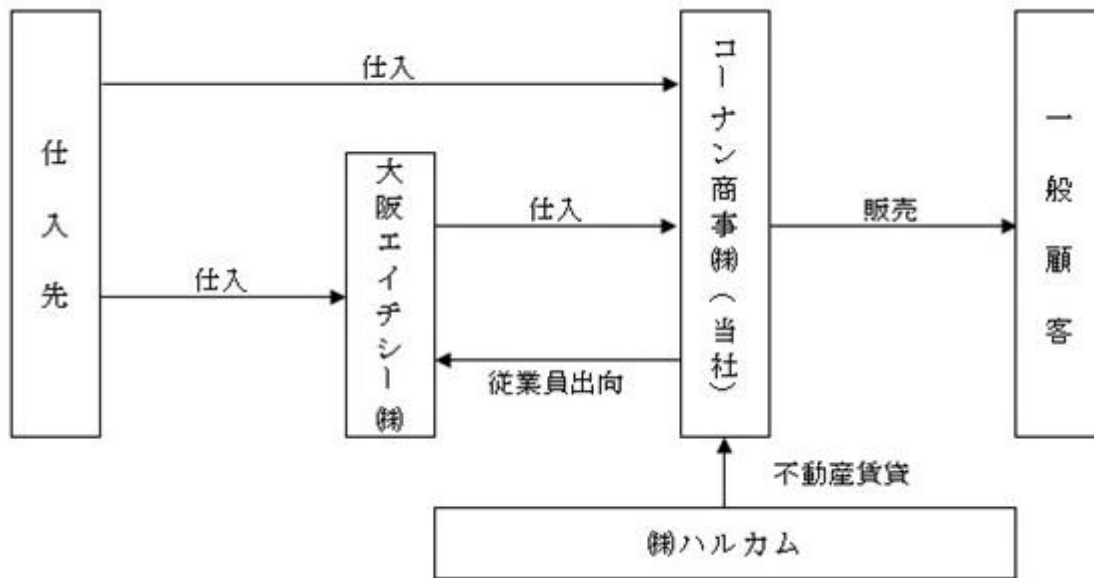 仕入先
仕入
仕入
大阪エイチシー㈱
仕入
従業員出向
コーナン商事㈱（当社）
販売
一般顧客
不動産賃貸
㈱ハルカム